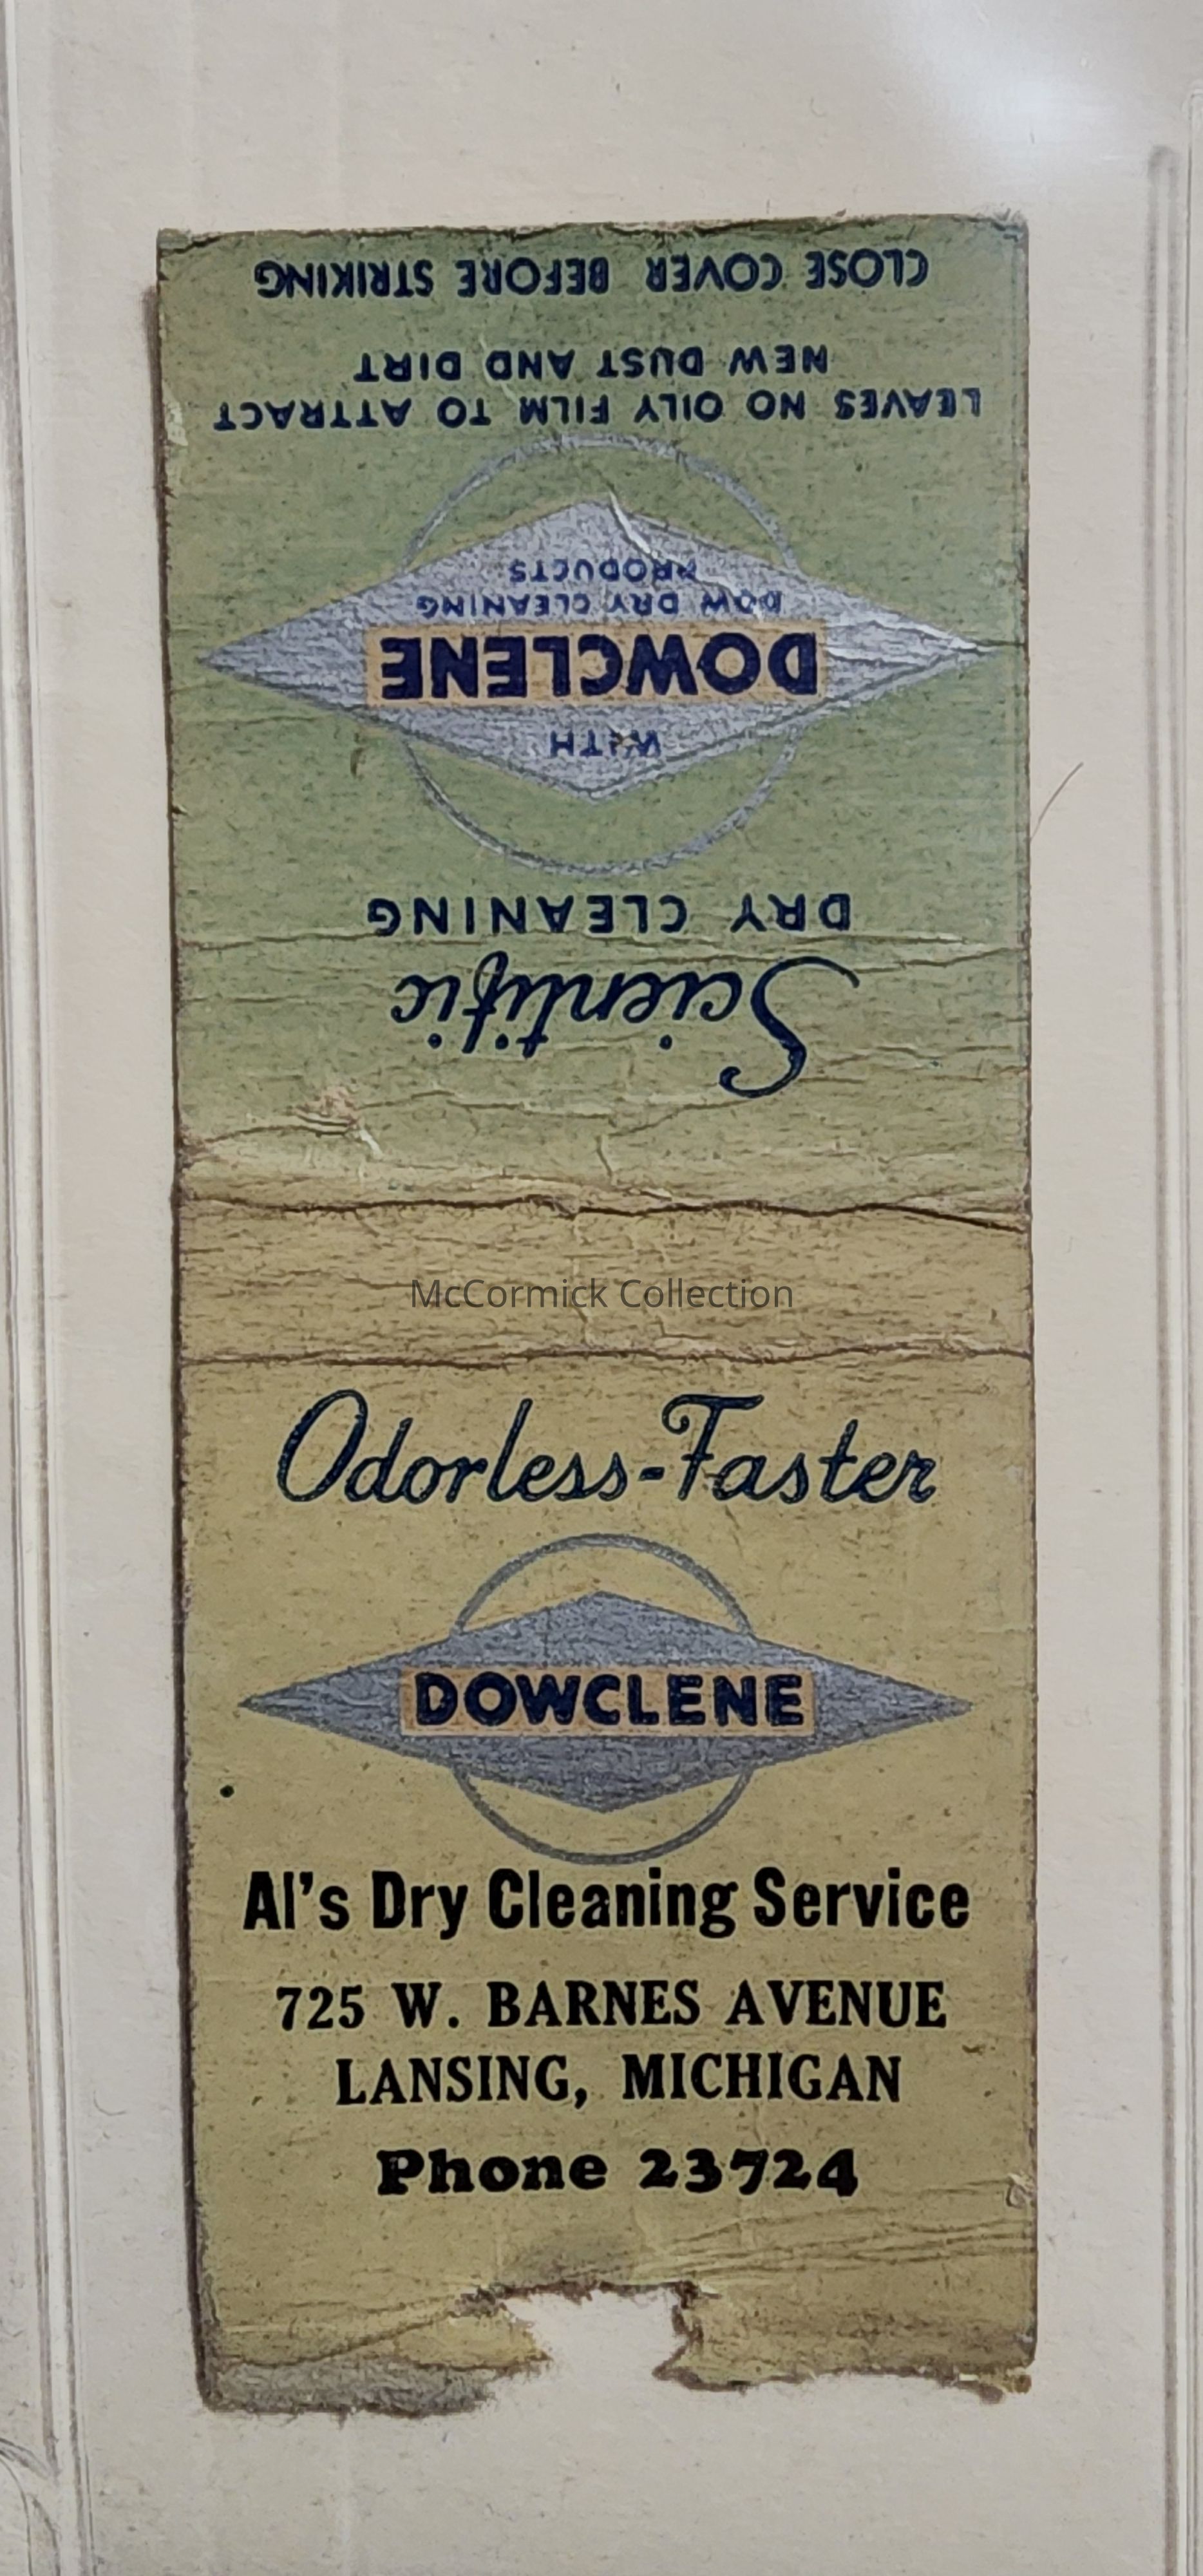 Scientific
DRY CLEANING
WITH
DOWCLENE
DOW DRY CLEANING
PRODUCTS
LEAVES NO OILY FILM TO ATTRACT
NEW DUST AND DIRT
CLOSE COVER BEFORE STRIKING
McCormick Collection
Odorless-Faster
DOWCLENE
Al's Dry Cleaning Service
725 W. BARNES AVENUE
LANSING, MICHIGAN
Phone 23724